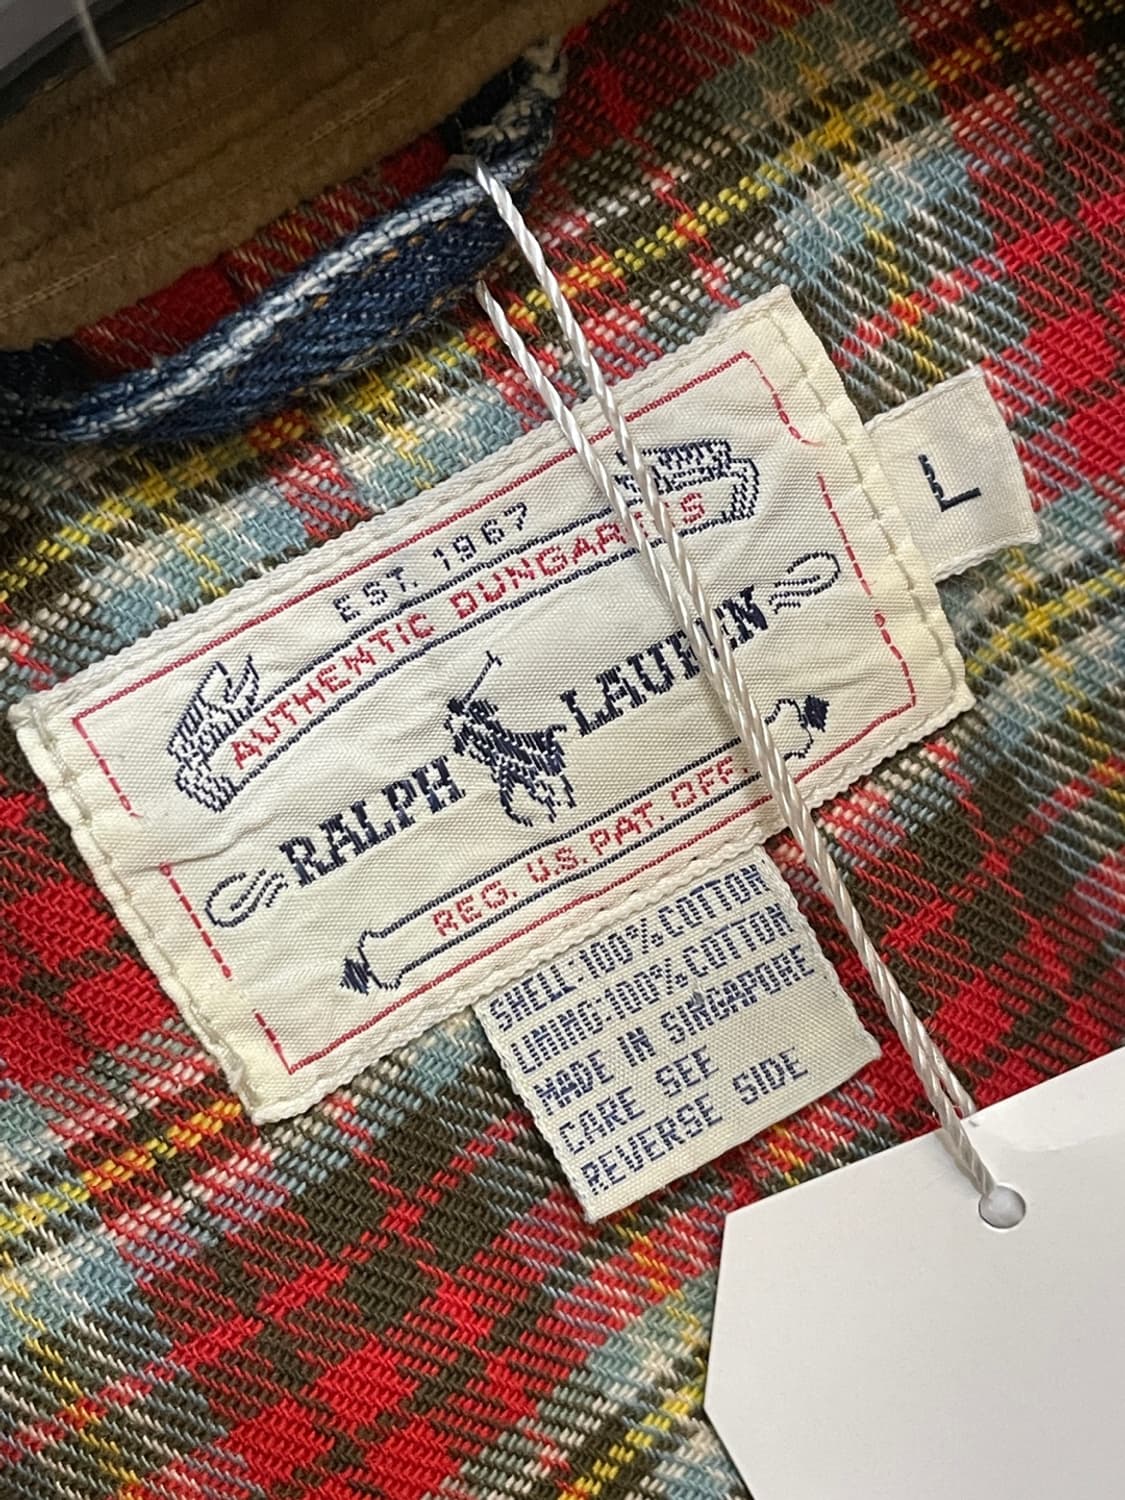 EST. 1967
AUTHENTIC DUNGAREES
RALPH LAUREN
REG. U.S. PAT. OFF.
L
SHELL:100%COTTON
LINING:100%COTTON
MADE IN SINGAPORE
CARE SEE
REVERSE SIDE